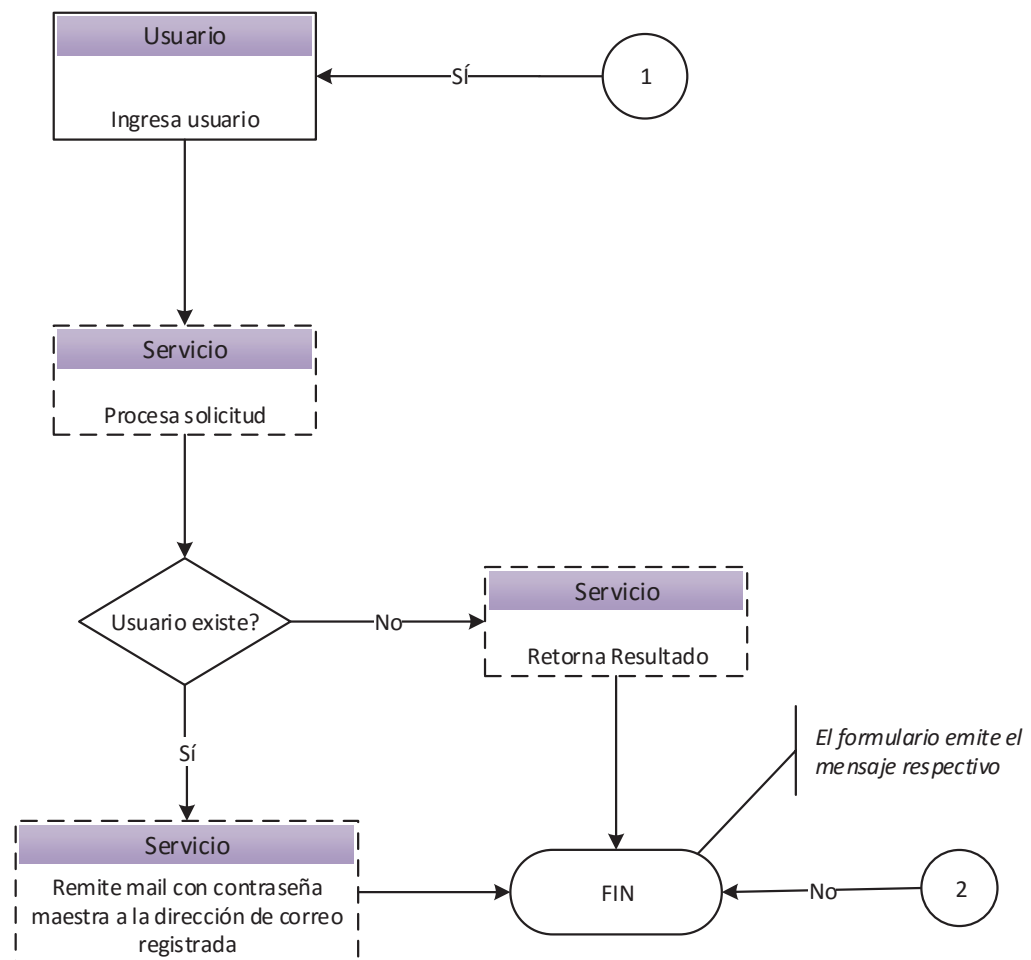 Usuario
Ingresa usuario
SÍ
1
Servicio
Procesa solicitud
Usuario existe?
No
Servicio
Retorna Resultado
Sí
El formulario emite el
mensaje respectivo
Servicio
Remite mail con contraseña
maestra a la dirección de correo
registrada
FIN
No
2